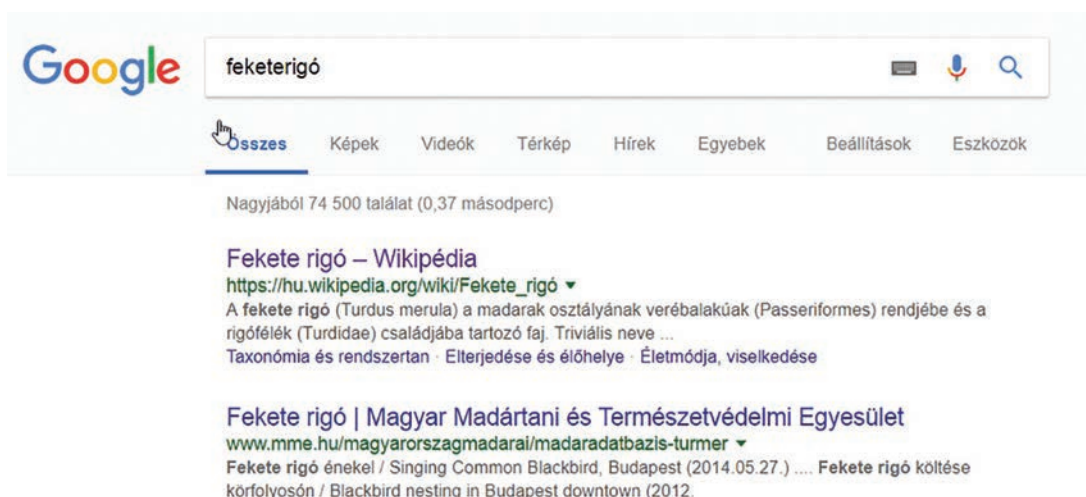 Google
feketerigó
Összes Képek Videók Térkép Hírek Egyebek Beállítások Eszközök
Nagyjából 74 500 találat (0,37 másodperc)
Fekete rigó – Wikipédia
https://hu.wikipedia.org/wiki/Fekete_rigó
A fekete rigó (Turdus merula) a madarak osztályának verébalakúak (Passeriformes) rendjébe és a
rigófélék (Turdidae) családjába tartozó faj. Triviális neve ...
Taxonómia és rendszertan · Elterjedése és élőhelye · Életmódja, viselkedése
Fekete rigó | Magyar Madártani és Természetvédelmi Egyesület
www.mme.hu/magyarorszagmadarai/madaradatbazis-turmer
Fekete rigó énekel / Singing Common Blackbird, Budapest (2014.05.27.) .... Fekete rigó költése
körfolyosón / Blackbird nesting in Budapest downtown (2012.